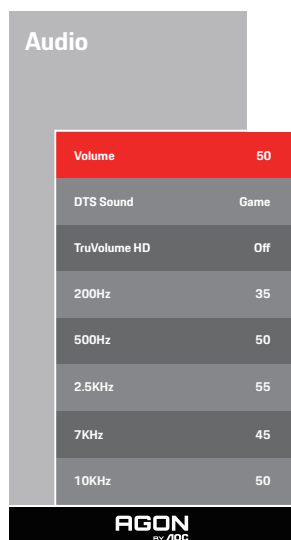 Audio
Volume 50
DTS Sound Game
TruVolume HD Off
200Hz 35
500Hz 50
2.5KHz 55
7KHz 45
10KHz 50
AGON
BY AOC